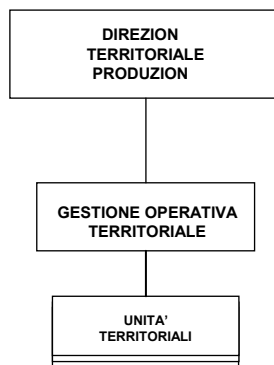 DIREZION
TERRITORIALE
PRODUZION
GESTIONE OPERATIVA
TERRITORIALE
UNITA'
TERRITORIALI